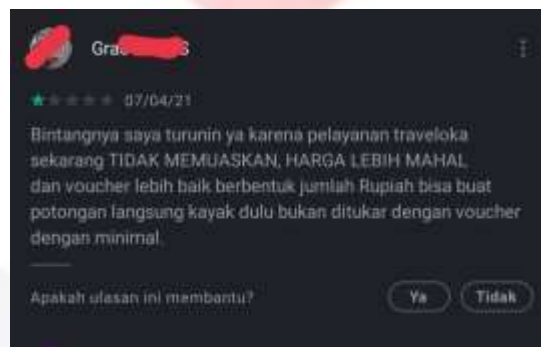 07/04/21
Bintangnya saya turunin ya karena pelayanan traveloka
sekarang TIDAK MEMUASKAN, HARGA LEBIH MAHAL
dan voucher lebih baik berbentuk jumlah Rupiah bisa buat
potongan langsung kayak dulu bukan ditukar dengan voucher
dengan minimal.
Apakah ulasan ini membantu?
Ya
Tidak